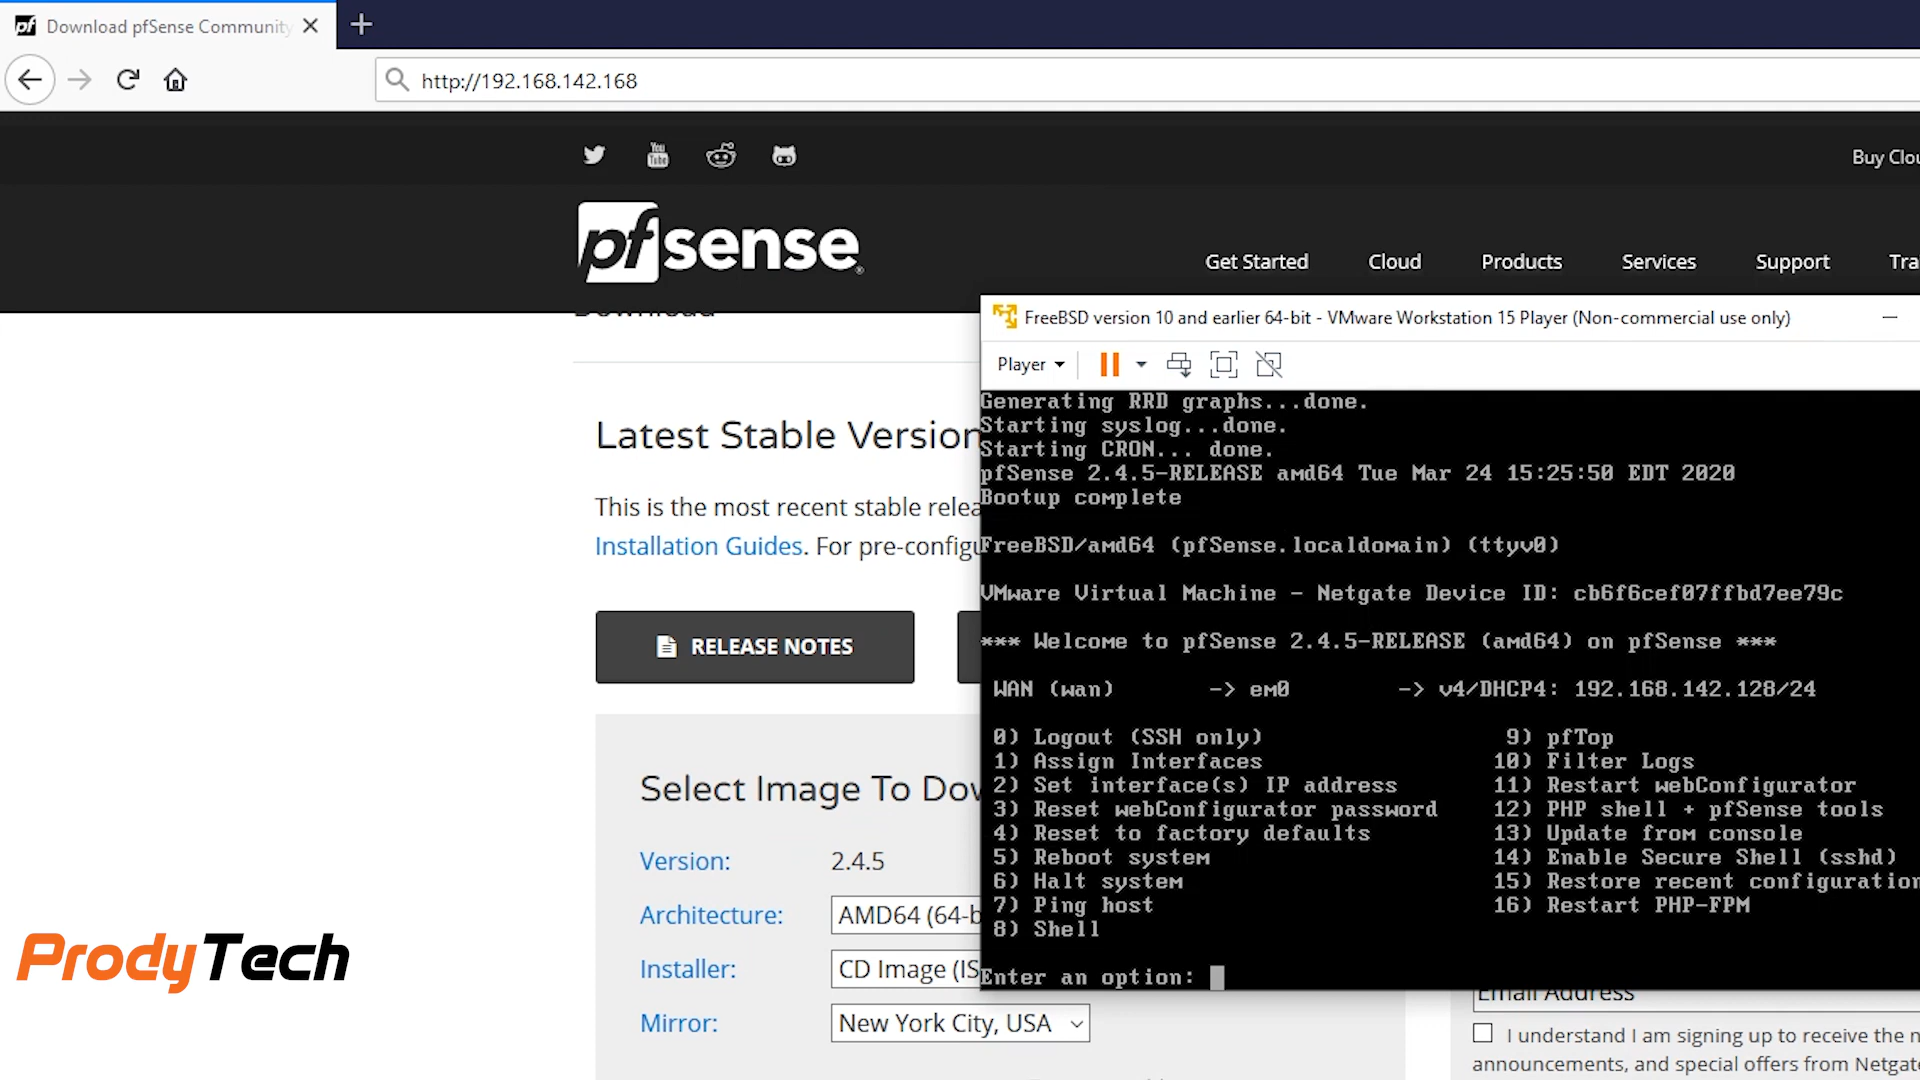 Download pfSense Community
http://192.168.142.168
You Tube
Buy Clou
pfsense
Get Started Cloud Products Services Support Tra
Download
FreeBSD version 10 and earlier 64-bit - VMware Workstation 15 Player (Non-commercial use only)
Player
Latest Stable Version
This is the most recent stable relea
Installation Guides. For pre-configu
RELEASE NOTES
Select Image To Dow
Version: 2.4.5
Architecture: AMD64 (64-b
Installer: CD Image (IS
Mirror: New York City, USA
Generating RRD graphs...done.
Starting syslog...done.
Starting CRON... done.
pfSense 2.4.5-RELEASE amd64 Tue Mar 24 15:25:50 EDT 2020
Bootup complete
FreeBSD/amd64 (pfSense.localdomain) (ttyv0)
VMware Virtual Machine - Netgate Device ID: cb6f6cef07ffbd7ee79c
*** Welcome to pfSense 2.4.5-RELEASE (amd64) on pfSense ***
WAN (wan) -> em0 -> v4/DHCP4: 192.168.142.128/24
0) Logout (SSH only) 9) pfTop
1) Assign Interfaces 10) Filter Logs
2) Set interface(s) IP address 11) Restart webConfigurator
3) Reset webConfigurator password 12) PHP shell + pfSense tools
4) Reset to factory defaults 13) Update from console
5) Reboot system 14) Enable Secure Shell (sshd)
6) Halt system 15) Restore recent configuration
7) Ping host 16) Restart PHP-FPM
8) Shell
Enter an option:
Email Address
I understand I am signing up to receive the n
announcements, and special offers from Netgate
ProdyTech